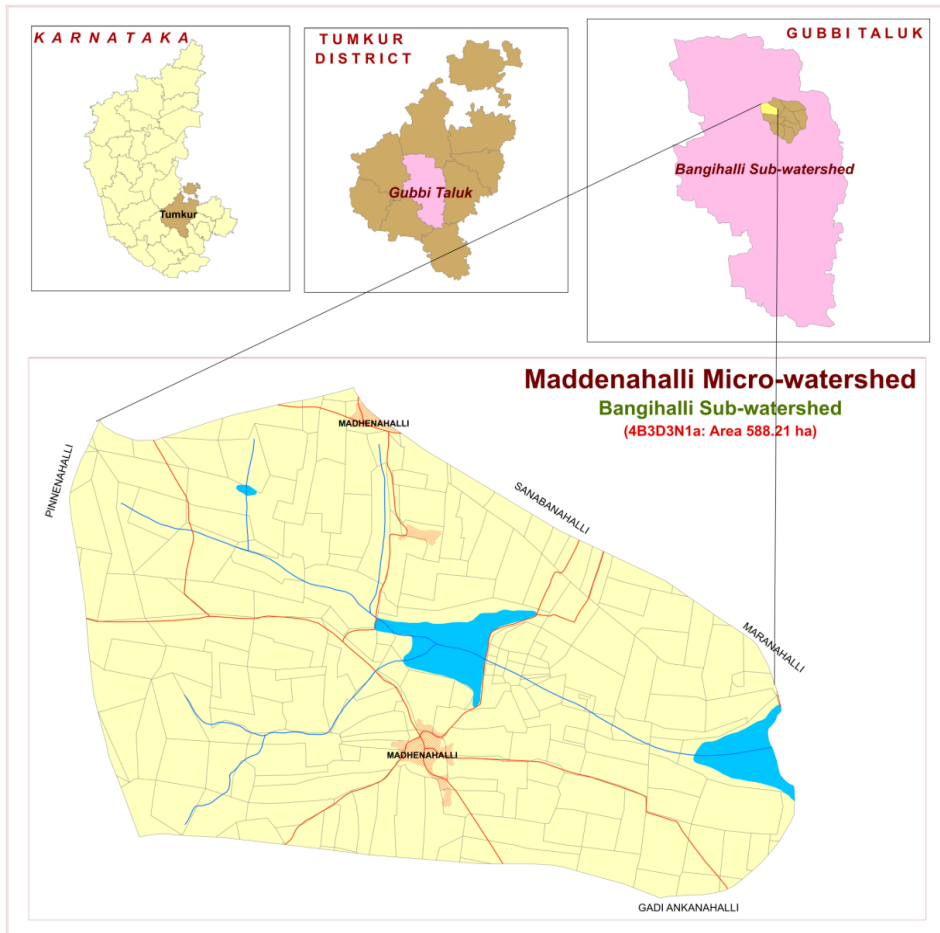 KARNATAKA
Tumkur
TUMKUR
DISTRICT
Gubbi Taluk
GUBBI TALUK
Bangihalli Sub-watershed
Maddenahalli Micro-watershed
Bangihalli Sub-watershed
(4B3D3N1a: Area 588.21 ha)
MADHENAHALLI
PINNENAHALLI
SANABANAHALLI
MARANAHALLI
MADHENAHALLI
GADI ANKANAHALLI